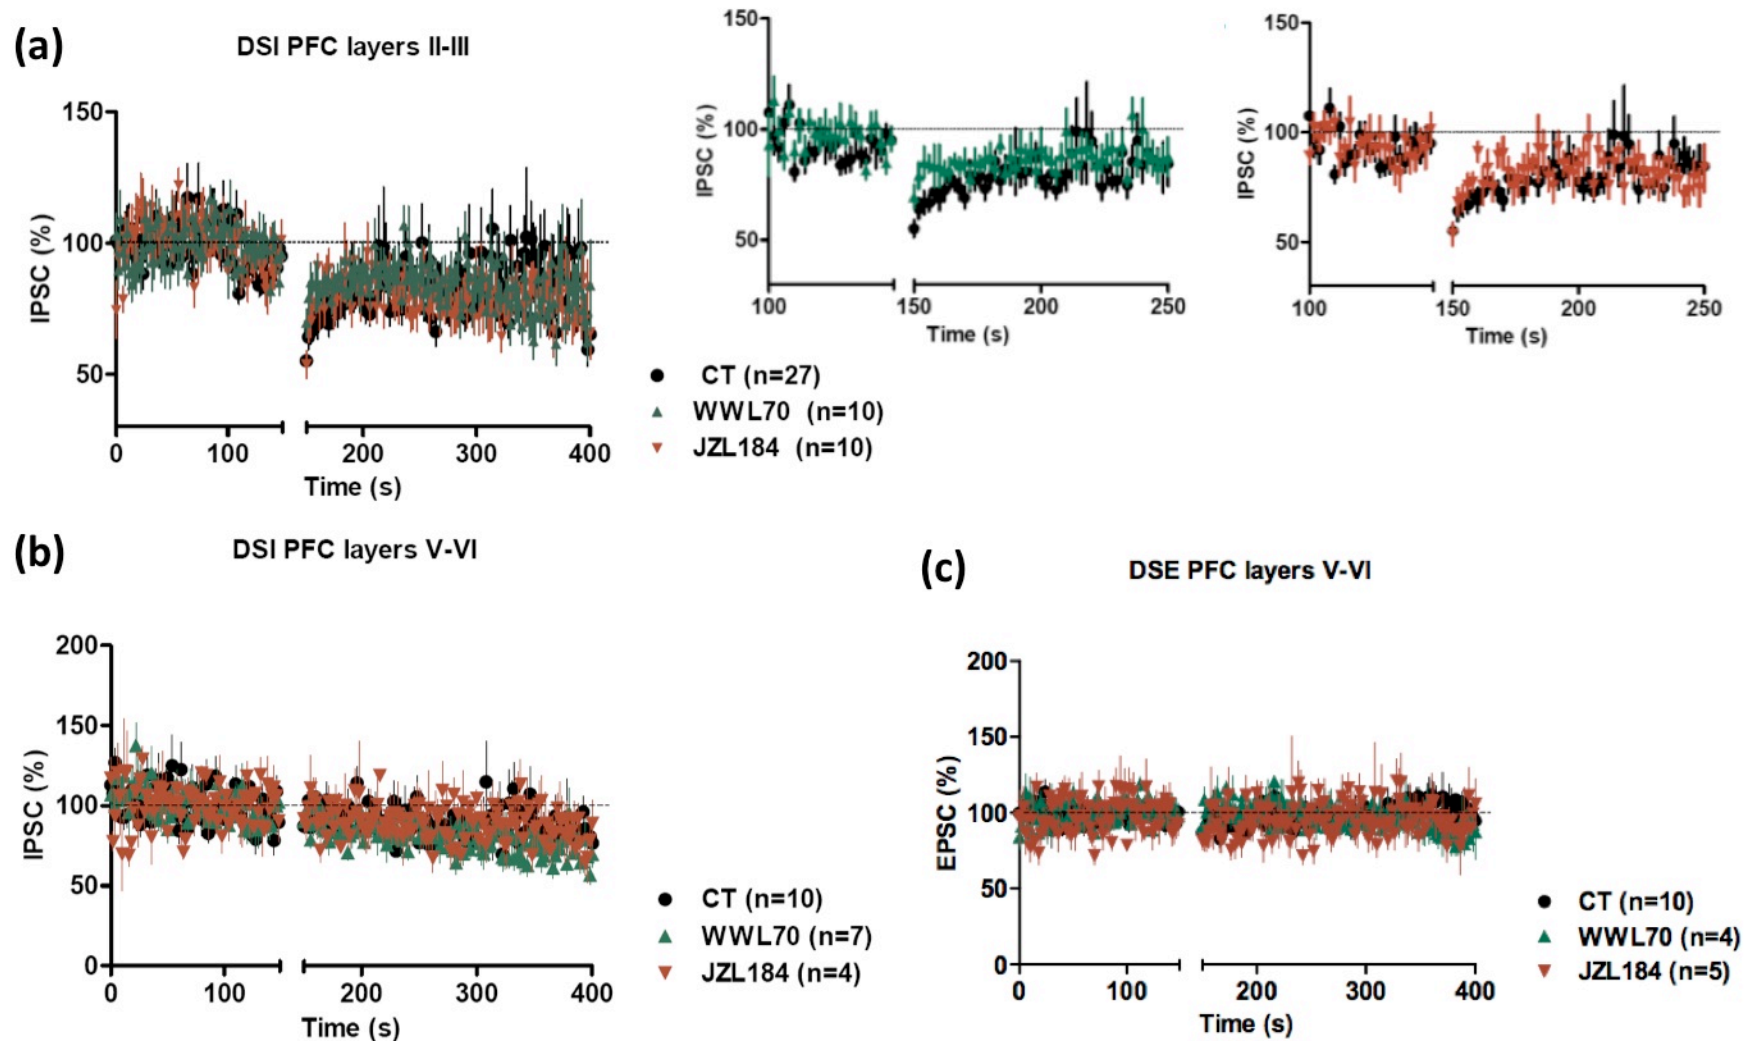 (a)
DSI PFC layers II-III
150
100
50
IPSC (%)
0 100 200 300 400
Time (s)
150
100
50
IPSC (%)
100 150 200 250
Time (s)
150
100
50
IPSC (%)
100 150 200 250
Time (s)
CT (n=27)
WWL70 (n=10)
JZL184 (n=10)
(b)
DSI PFC layers V-VI
200
150
100
50
0
IPSC (%)
0 100 200 300 400
Time (s)
CT (n=10)
WWL70 (n=7)
JZL184 (n=4)
(c)
DSE PFC layers V-VI
200
150
100
50
0
EPSC (%)
0 100 200 300 400
Time (s)
CT (n=10)
WWL70 (n=4)
JZL184 (n=5)